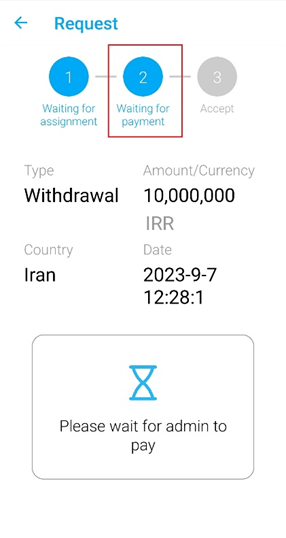 Request
1
2
3
Waiting for
assignment
Waiting for
payment
Accept
Type
Amount/Currency
Withdrawal
10,000,000
IRR
Country
Date
Iran
2023-9-7
12:28:1
Please wait for admin to
pay